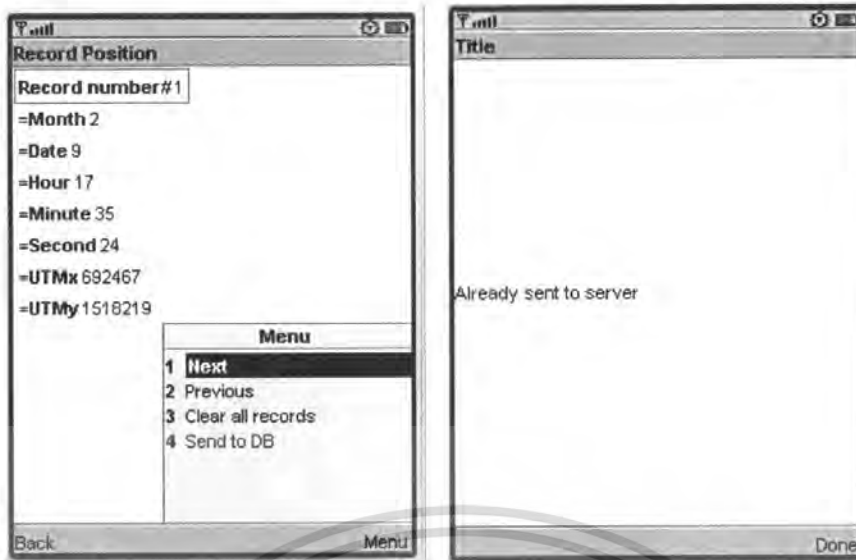 Record Position
Record number#1
=Month 2
=Date 9
=Hour 17
=Minute 35
=Second 24
=UTMx 692467
=UTMy 1518219
Menu
1 Next
2 Previous
3 Clear all records
4 Send to DB
Back
Menu
Title
Already sent to server
Done